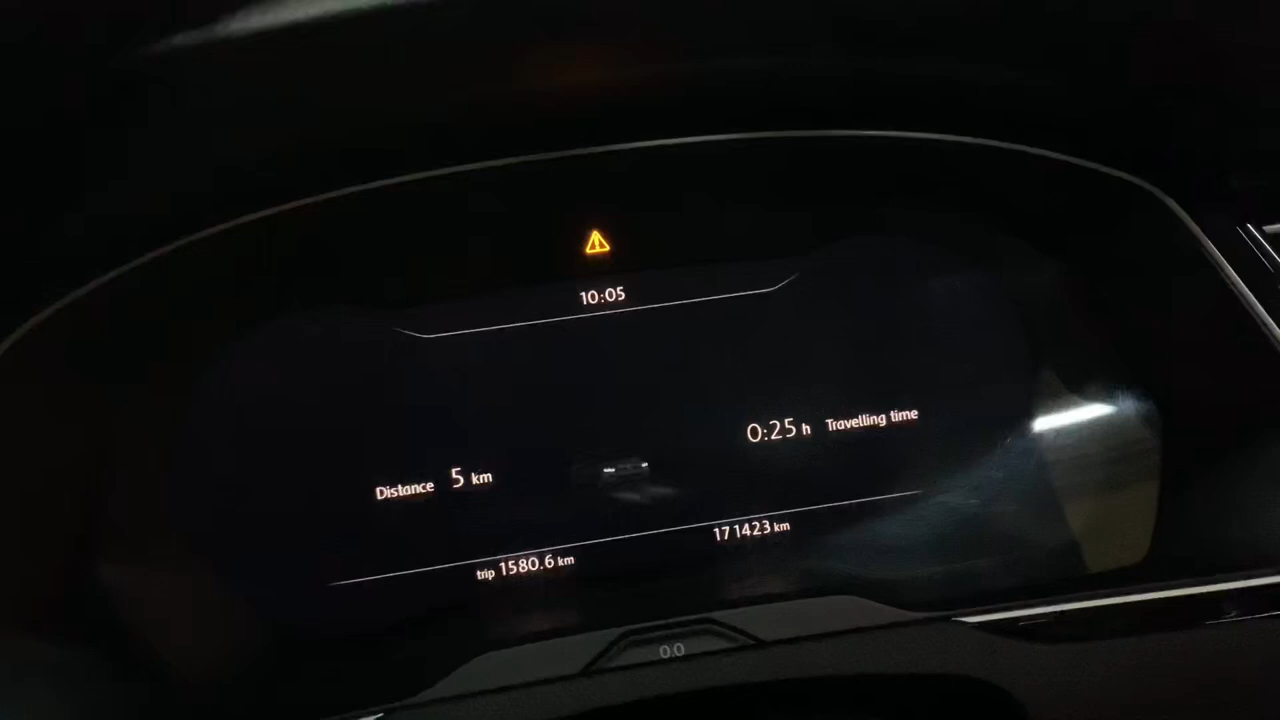 10:05
0:25 h Travelling time
Distance 5 km
171423 km
trip 1580.6 km
0.0